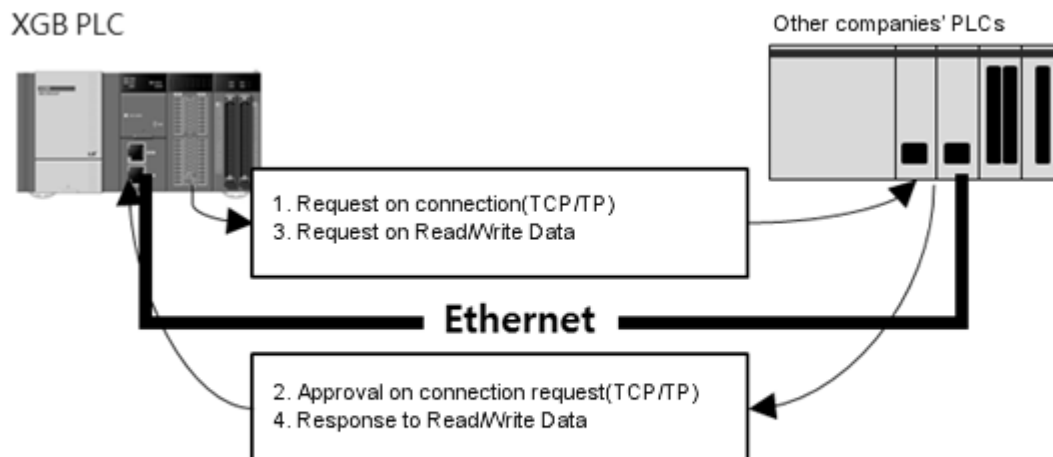 XGB PLC
Other companies' PLCs
1. Request on connection(TCP/TP)
3. Request on Read/Write Data
Ethernet
2. Approval on connection request(TCP/TP)
4. Response to Read/Write Data